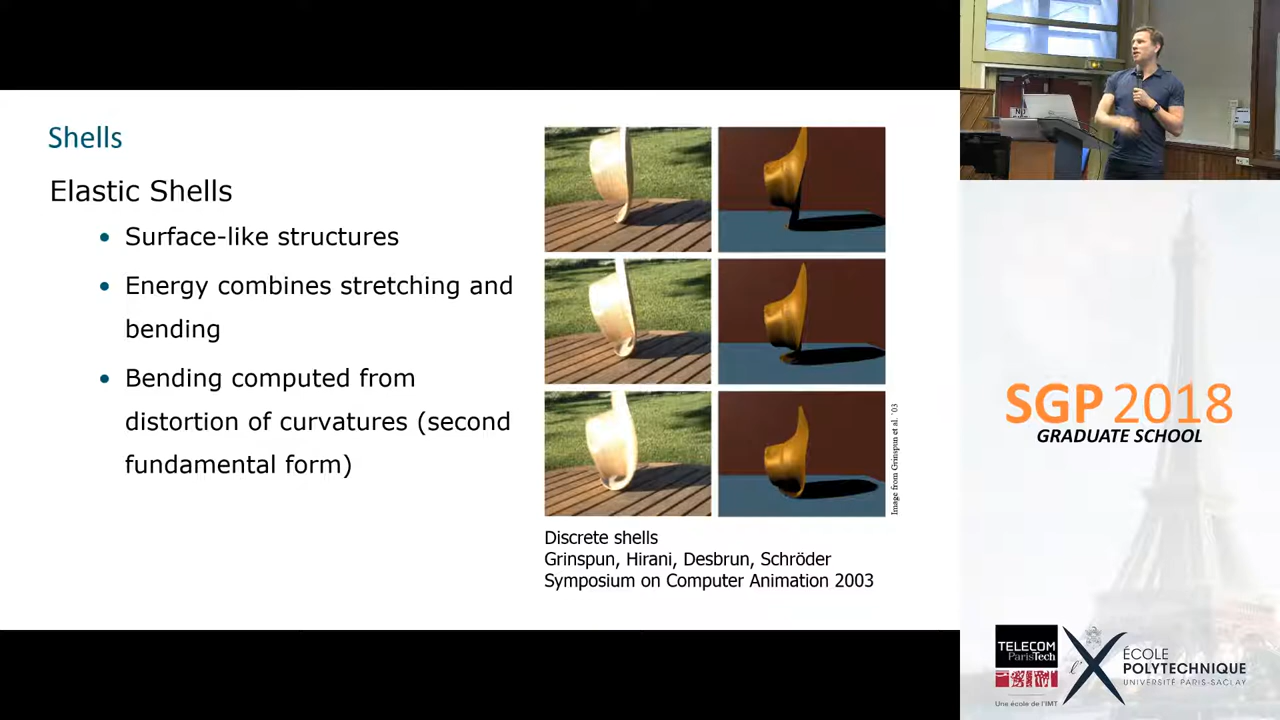 Shells
Elastic Shells
• Surface-like structures
• Energy combines stretching and
bending
• Bending computed from
distortion of curvatures (second
fundamental form)
Image from Grinspun et al. '03
Discrete shells
Grinspun, Hirani, Desbrun, Schröder
Symposium on Computer Animation 2003
SGP 2018
GRADUATE SCHOOL
TELECOM
ParisTech
Une école de l'IMT
ÉCOLE
POLYTECHNIQUE
UNIVERSITÉ PARIS-SACLAY